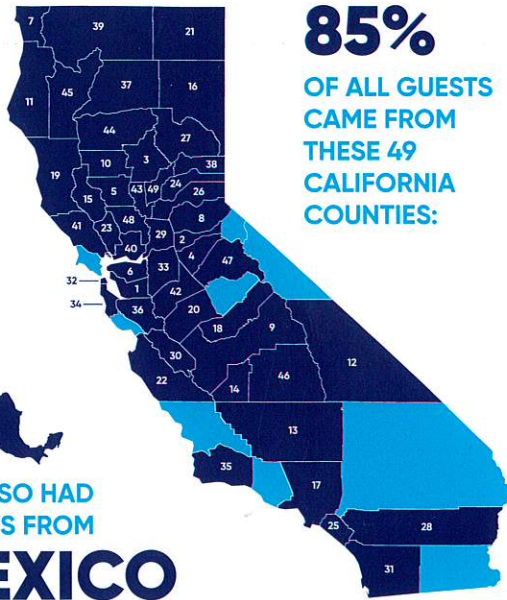 85%
OF ALL GUESTS
CAME FROM
THESE 49
CALIFORNIA
COUNTIES:
7 39 21
11 45 37 16
44 27
19 10 3 38
15 5 43 49 24 26
41 23 48 8
40 29 2
6 33 4 47
32 1
34 36 42 20
18 9
30 12
22 14 46
13
35 17
25 28
31
SO HAD
S FROM
EXICO